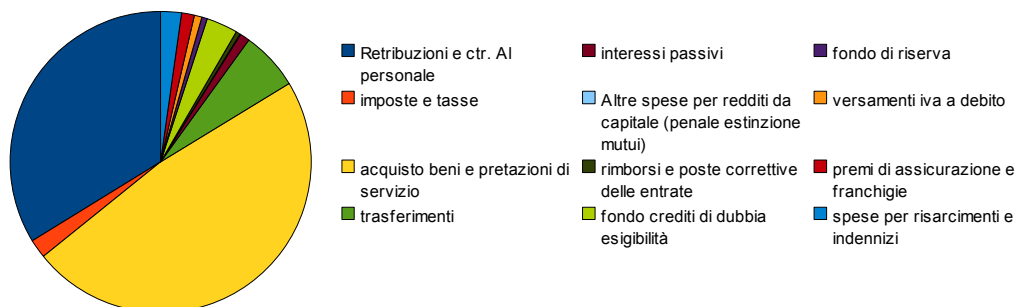 Retribuzioni e ctr. Al
personale
interessi passivi
fondo di riserva
imposte e tasse
Altre spese per redditi da
capitale (penale estinzione
mutui)
versamenti iva a debito
acquisto beni e pretazioni di
servizio
rimborsi e poste correttive
delle entrate
premi di assicurazione e
franchigie
trasferimenti
fondo crediti di dubbia
esigibilità
spese per risarcimenti e
indennizi